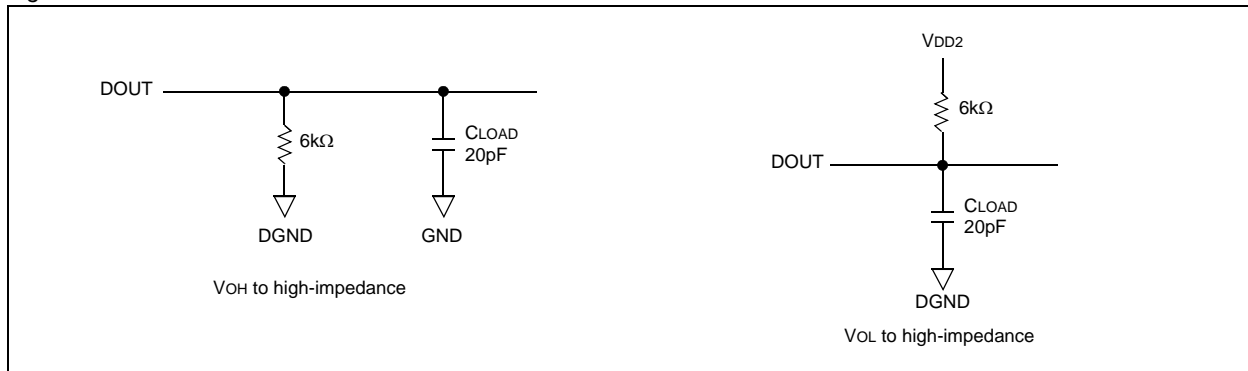 DOUT
6kΩ
CLOAD
20pF
DGND
GND
VOH to high-impedance
VDD2
6kΩ
DOUT
CLOAD
20pF
DGND
VOL to high-impedance